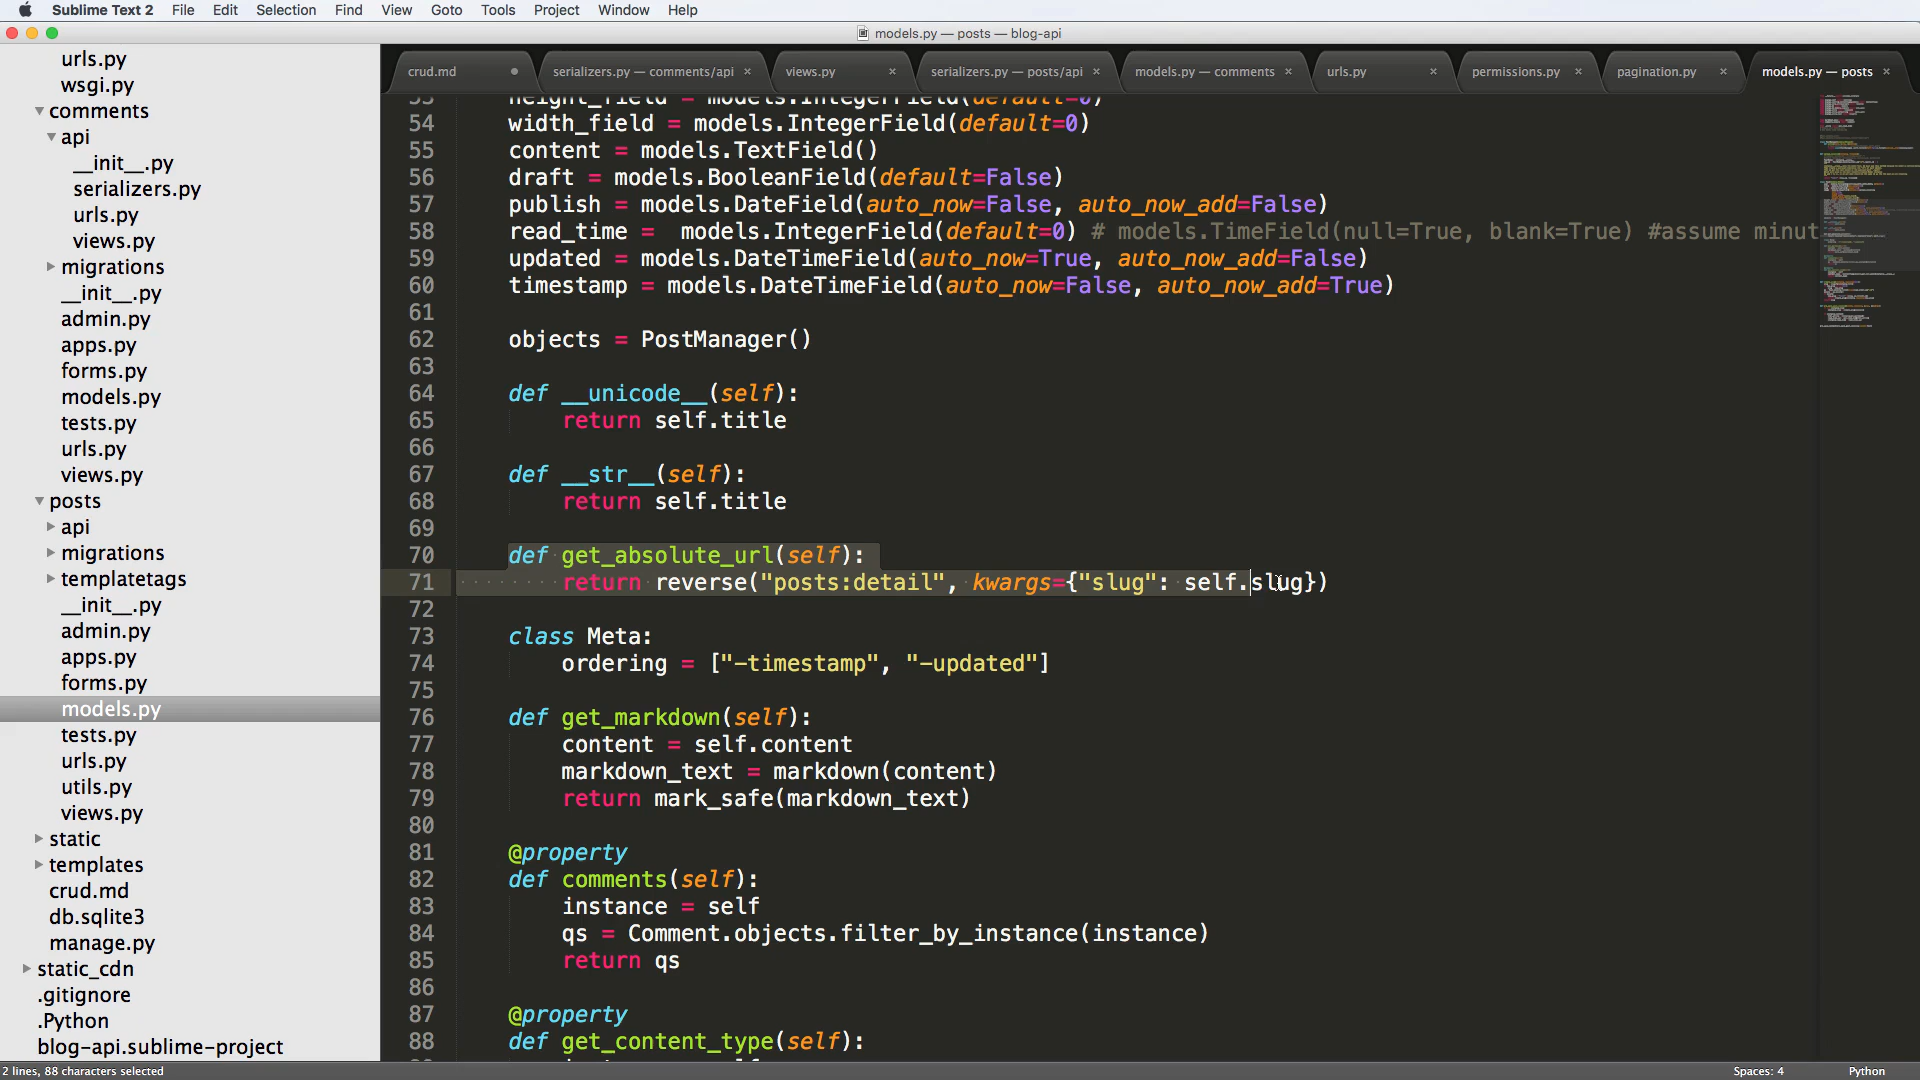 Sublime Text 2 File Edit Selection Find View Goto Tools Project Window Help
models.py — posts — blog-api
crud.md serializers.py — comments/api views.py serializers.py — posts/api models.py — comments urls.py permissions.py pagination.py models.py — posts
urls.py
wsgi.py
comments
api
__init__.py
serializers.py
urls.py
views.py
migrations
__init__.py
admin.py
apps.py
forms.py
models.py
tests.py
urls.py
views.py
posts
api
migrations
templatetags
__init__.py
admin.py
apps.py
forms.py
models.py
tests.py
urls.py
utils.py
views.py
static
templates
crud.md
db.sqlite3
manage.py
static_cdn
.gitignore
.Python
blog-api.sublime-project
53 height_field = models.IntegerField(default=0)
54 width_field = models.IntegerField(default=0)
55 content = models.TextField()
56 draft = models.BooleanField(default=False)
57 publish = models.DateField(auto_now=False, auto_now_add=False)
58 read_time =  models.IntegerField(default=0) # models.TimeField(null=True, blank=True) #assume minut
59 updated = models.DateTimeField(auto_now=True, auto_now_add=False)
60 timestamp = models.DateTimeField(auto_now=False, auto_now_add=True)
61
62 objects = PostManager()
63
64 def __unicode__(self):
65 return self.title
66
67 def __str__(self):
68 return self.title
69
70 def get_absolute_url(self):
71 return reverse("posts:detail", kwargs={"slug": self.slug})
72
73 class Meta:
74 ordering = ["-timestamp", "-updated"]
75
76 def get_markdown(self):
77 content = self.content
78 markdown_text = markdown(content)
79 return mark_safe(markdown_text)
80
81 @property
82 def comments(self):
83 instance = self
84 qs = Comment.objects.filter_by_instance(instance)
85 return qs
86
87 @property
88 def get_content_type(self):
2 lines, 88 characters selected
Spaces: 4 Python